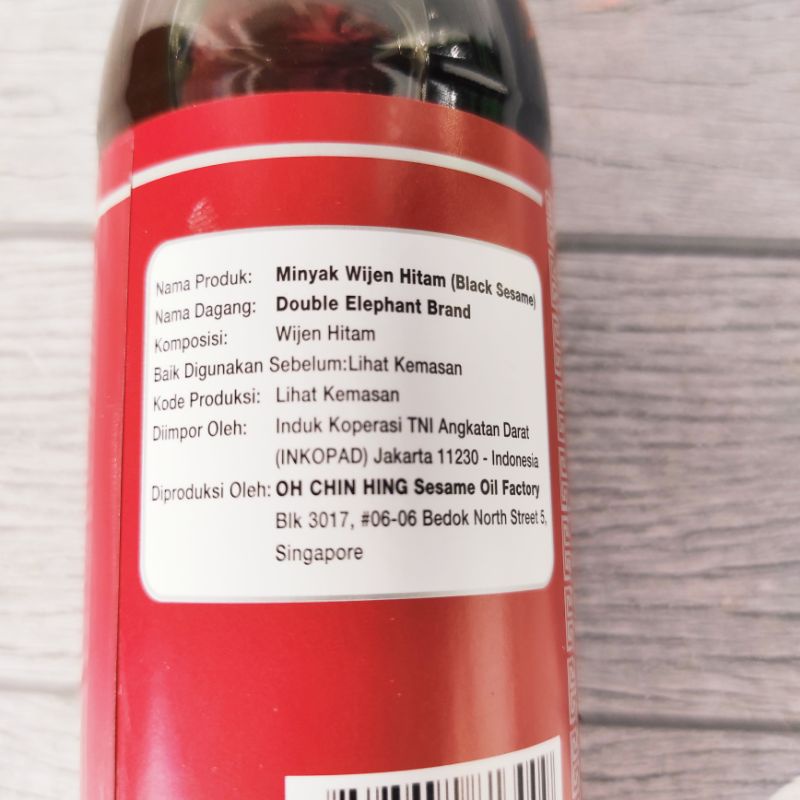 Nama Produk: Minyak Wijen Hitam (Black Sesame)
Nama Dagang: Double Elephant Brand
Komposisi: Wijen Hitam
Baik Digunakan Sebelum:Lihat Kemasan
Kode Produksi: Lihat Kemasan
Diimpor Oleh: Induk Koperasi TNI Angkatan Darat
(INKOPAD) Jakarta 11230 - Indonesia
Diproduksi Oleh: OH CHIN HING Sesame Oil Factory
Blk 3017, #06-06 Bedok North Street 5,
Singapore